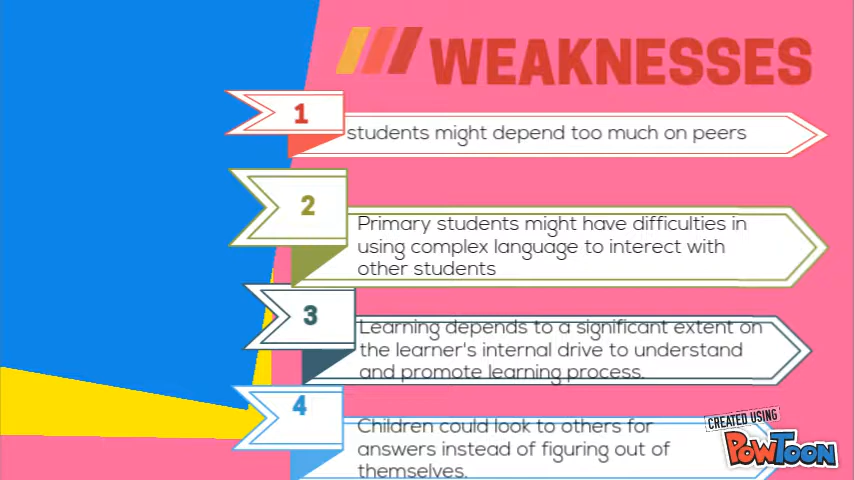 WEAKNESSES
1
students might depend too much on peers
2
Primary students might have difficulties in
using complex language to interect with
other students
3
Learning depends to a significant extent on
the learner's internal drive to understand
and promote learning process.
4
Children could look to others for
answers instead of figuring out of
themselves.
CREATED USING
POWTOON